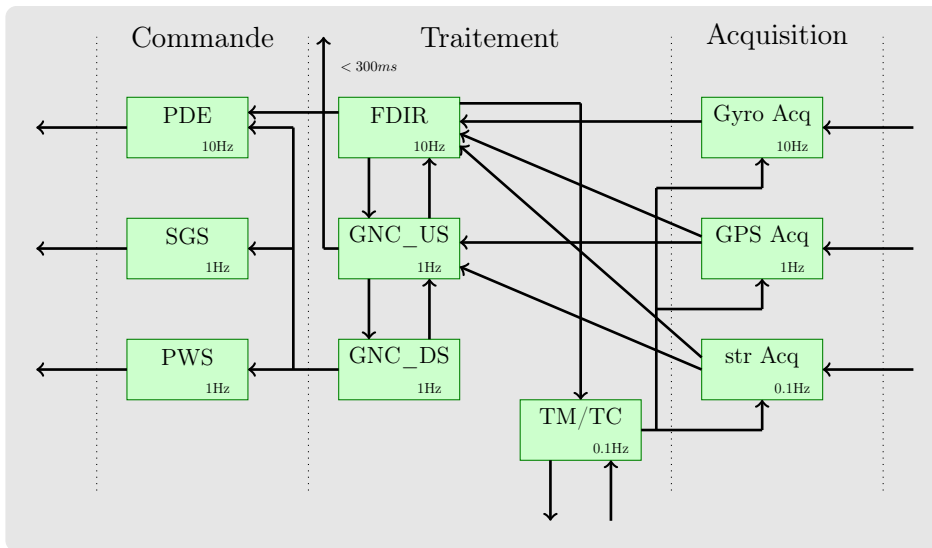 Commande
Traitement
Acquisition
< 300ms
PDE
10Hz
FDIR
10Hz
Gyro Acq
10Hz
SGS
1Hz
GNC_US
1Hz
GPS Acq
1Hz
PWS
1Hz
GNC_DS
1Hz
str Acq
0.1Hz
TM/TC
0.1Hz